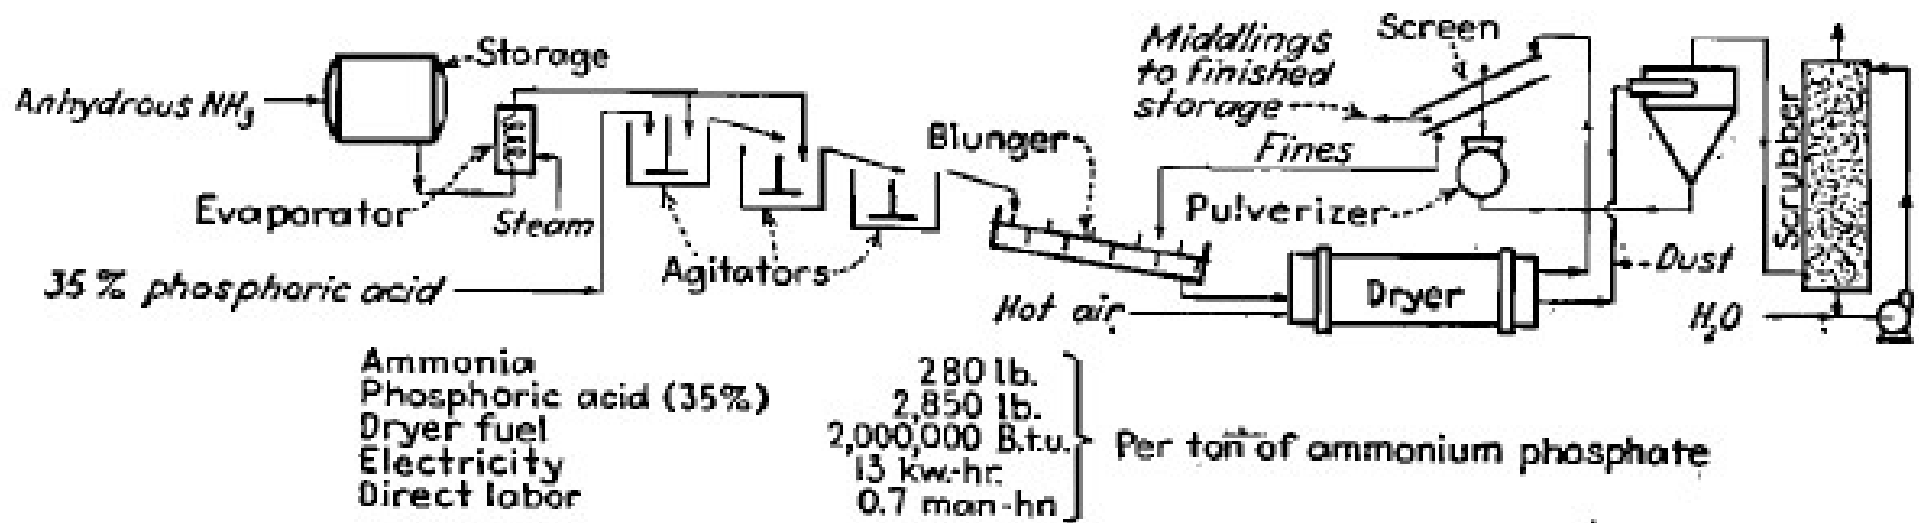 Storage
Anhydrous NH3
Evaporator
Steam
35% phosphoric acid
Agitators
Blunger
Middlings
to finished
storage
Screen
Fines
Pulverizer
Hot air
Dryer
Dust
Scrubber
H2O
Ammonia 280 lb.
Phosphoric acid (35%) 2,850 lb.
Dryer fuel 2,000,000 B.t.u.
Electricity 13 kw.-hr.
Direct labor 0.7 man-hr.
Per ton of ammonium phosphate